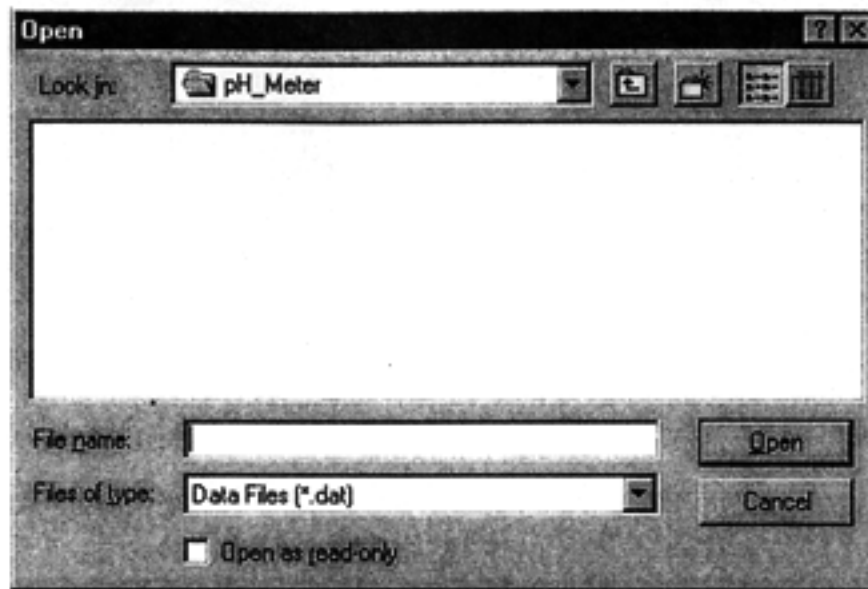 Open
Look in: pH_Meter
File name: Open
Files of type: Data Files (*.dat) Cancel
Open as read-only